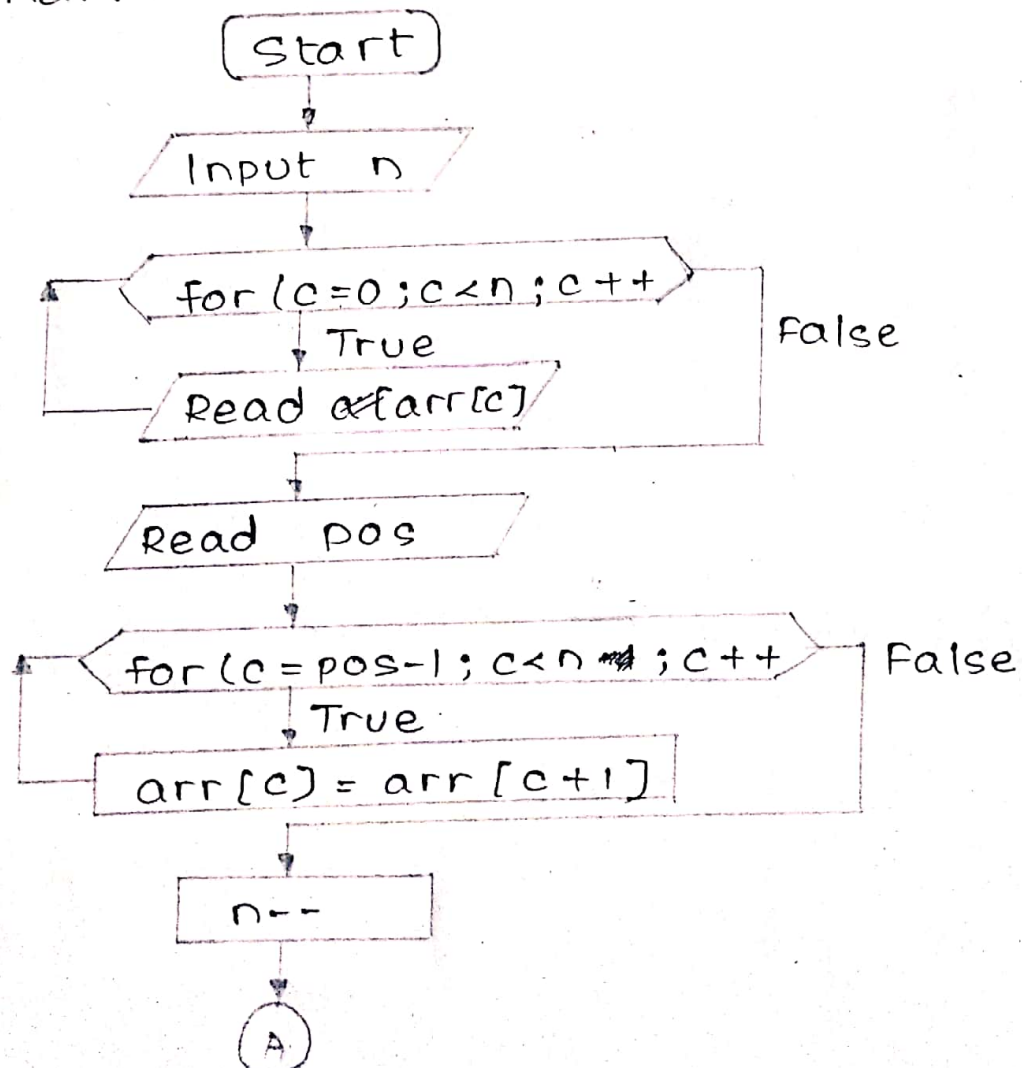 Start
Input n
for (c=0; c<n; c++
True
False
Read arr[c]
Read pos
for (c = pos-1; c<n ; c++
False
True
arr[c] = arr [c+1]
n--
A